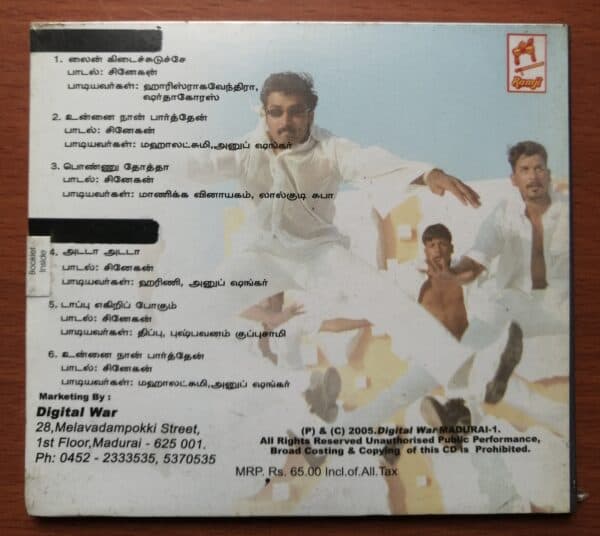 1. லைன் கிடைச்சுடுச்சே
பாடல்: சினேகன்
பாடியவர்கள்: ஹாரிஸ்ராகவேந்திரா,
ஷர்தாகோரஸ்
2. உன்னை நான் பார்த்தேன்
பாடல்: சினேகன்
பாடியவர்கள்: மஹாலட்சுமி,அனுப் ஷங்கர்
3. பொண்ணு தோத்தா
பாடல்: சினேகன்
பாடியவர்கள்: மாணிக்க விநாயகம், லால்குடி சுபா
4. அடடா அடடா
பாடல்: சினேகன்
பாடியவர்கள்: ஹரிணி, அனுப் ஷங்கர்
5. டாப்பு எகிறிப் போகும்
பாடல்: சினேகன்
பாடியவர்கள்: திப்பு, புஷ்பவனம் குப்புசாமி
6. உன்னை நான் பார்த்தேன்
பாடல்: சினேகன்
பாடியவர்கள்: மஹாலட்சுமி,அனுப் ஷங்கர்
Booklet
Inside
Ramji
Marketing By :
Digital War
28,Melavadampokki Street,
1st Floor,Madurai - 625 001.
Ph: 0452 - 2333535, 5370535
(P) & (C) 2005.Digital War MADURAI-1.
All Rights Reserved Unauthorised Public Performance,
Broad Costing & Copying of this CD is Prohibited.
MRP. Rs. 65.00 Incl.of.All.Tax